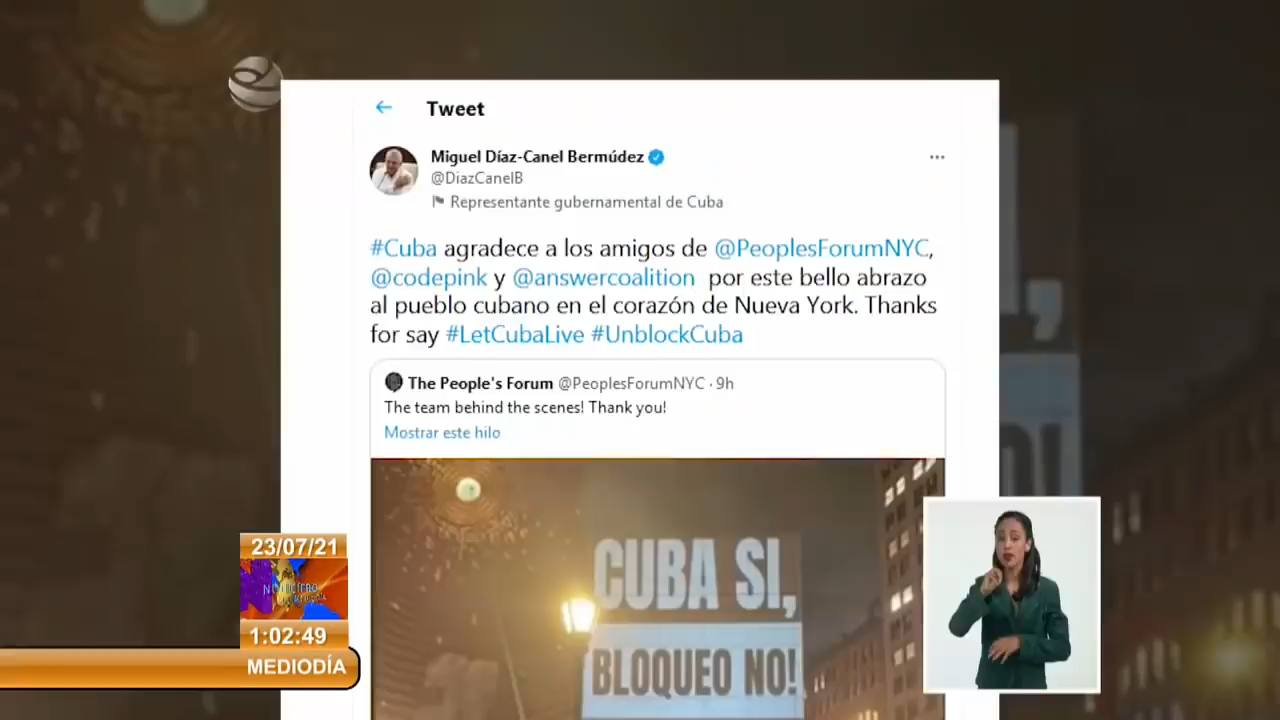 Tweet
Miguel Díaz-Canel Bermúdez
@DiazCanelB
Representante gubernamental de Cuba
#Cuba agradece a los amigos de @PeoplesForumNYC,
@codepink y @answercoalition por este bello abrazo
al pueblo cubano en el corazón de Nueva York. Thanks
for say #LetCubaLive #UnblockCuba
The People's Forum @PeoplesForumNYC · 9h
The team behind the scenes! Thank you!
Mostrar este hilo
CUBA SI,
BLOQUEO NO!
23/07/21
1:02:49
MEDIODÍA